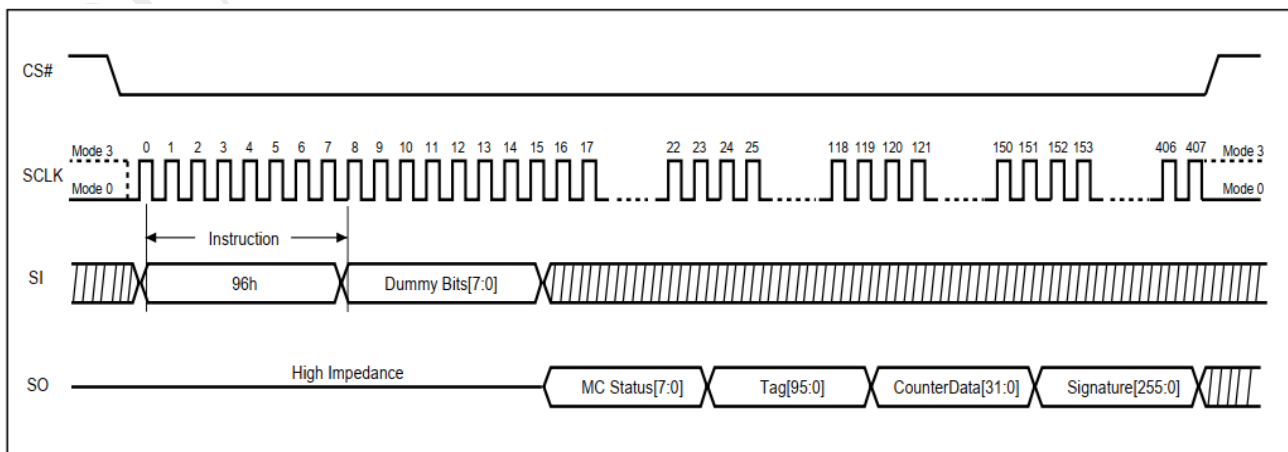 CS#
0 1 2 3 4 5 6 7 8 9 10 11 12 13 14 15 16 17 22 23 24 25 118 119 120 121 150 151 152 153 406 407
Mode 3 Mode 3
SCLK
Mode 0 Mode 0
Instruction
SI 96h Dummy Bits[7:0]
High Impedance
SO MC Status[7:0] Tag[95:0] CounterData[31:0] Signature[255:0]